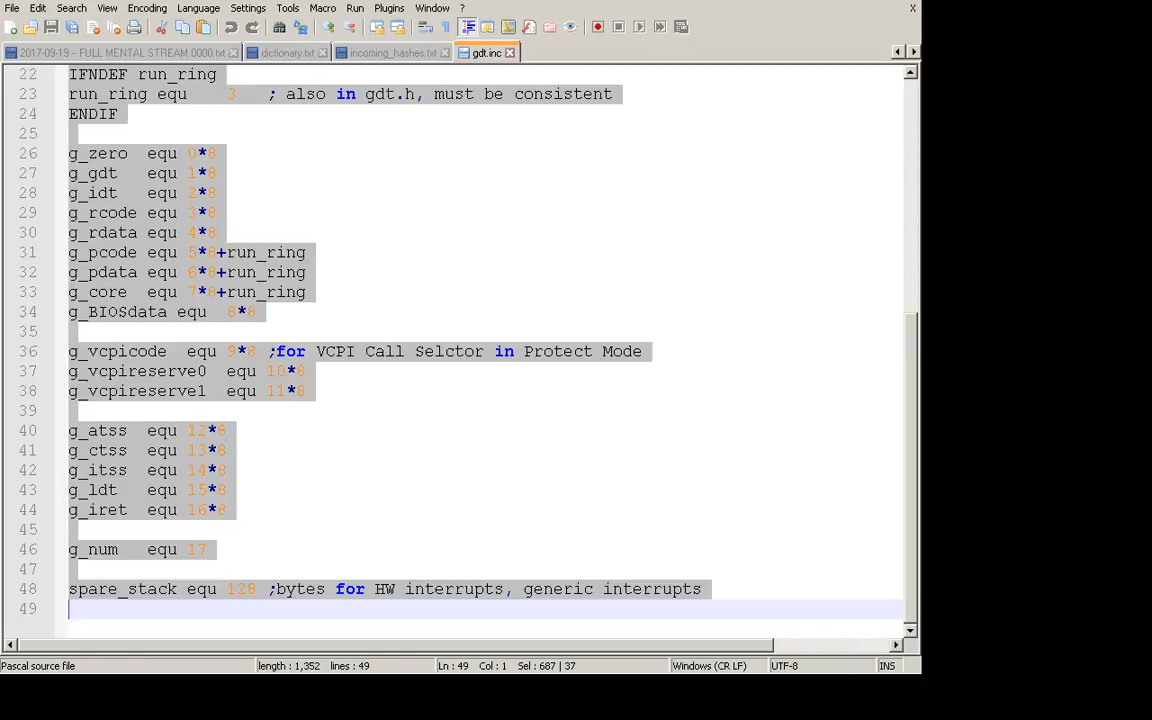 File Edit Search View Encoding Language Settings Tools Macro Run Plugins Window ? X
2017-09-19 – FULL MENTAL STREAM 0000.txt dictionary.txt incoming_hashes.txt gdt.inc
22 IFNDEF run_ring
23 run_ring equ 3 ; also in gdt.h, must be consistent
24 ENDIF
25
26 g_zero equ 0*8
27 g_gdt equ 1*8
28 g_idt equ 2*8
29 g_rcode equ 3*8
30 g_rdata equ 4*8
31 g_pcode equ 5*8+run_ring
32 g_pdata equ 6*8+run_ring
33 g_core equ 7*8+run_ring
34 g_BIOSdata equ 8*8
35
36 g_vcpicode equ 9*8 ;for VCPI Call Selctor in Protect Mode
37 g_vcpireserve0 equ 10*8
38 g_vcpireserve1 equ 11*8
39
40 g_atss equ 12*8
41 g_ctss equ 13*8
42 g_itss equ 14*8
43 g_ldt equ 15*8
44 g_iret equ 16*8
45
46 g_num equ 17
47
48 spare_stack equ 128 ;bytes for HW interrupts, generic interrupts
49
Pascal source file length : 1,352 lines : 49 Ln : 49 Col : 1 Sel : 687 | 37 Windows (CR LF) UTF-8 INS